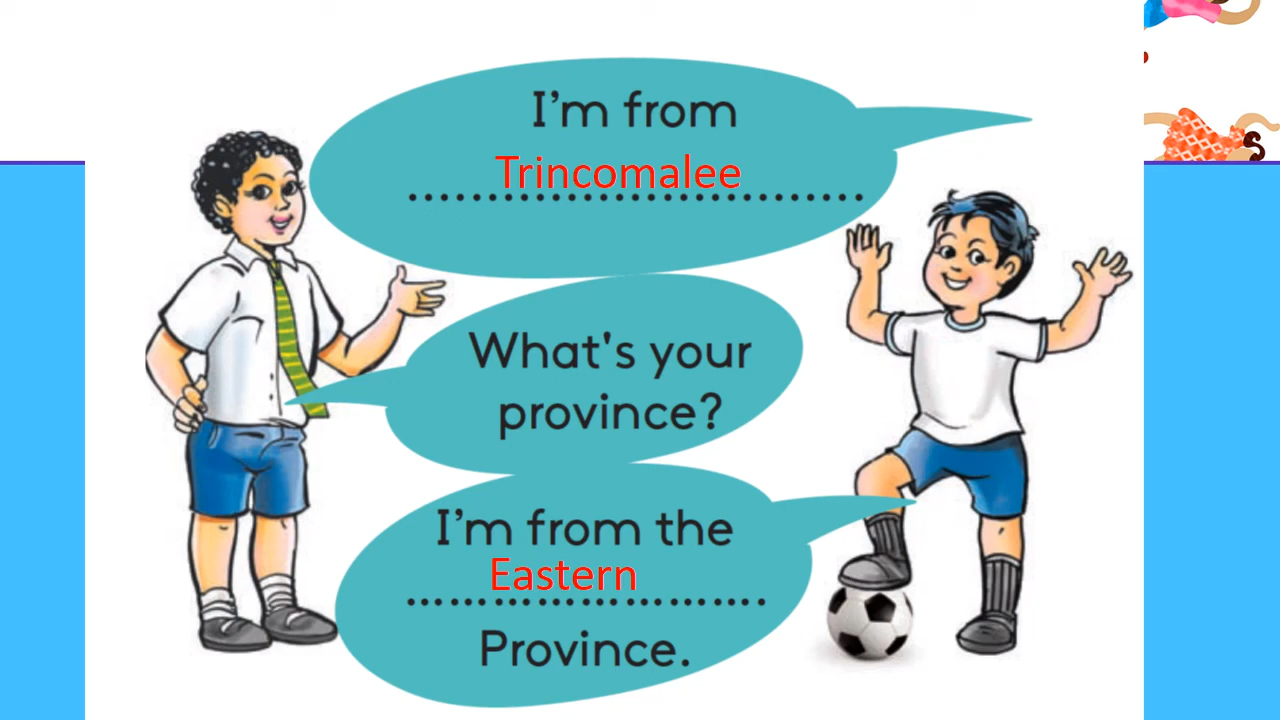 I'm from
Trincomalee
................................
What's your
province?
I'm from the
Eastern
.........................
Province.